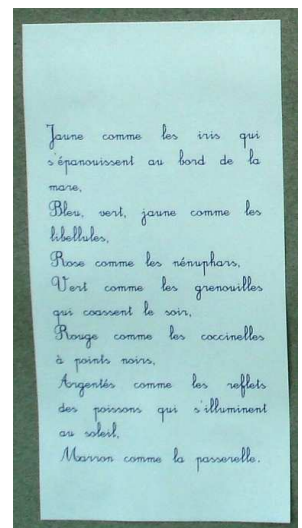 Jaune comme les iris qui
s'épanouissent au bord de la
mare,
Bleu, vert, jaune comme les
libellules,
Rose comme les nénuphars,
Vert comme les grenouilles
qui coassent le soir,
Rouge comme les coccinelles
à points noirs,
Argentés comme les reflets
des poissons qui s'illuminent
au soleil,
Marron comme la passerelle.